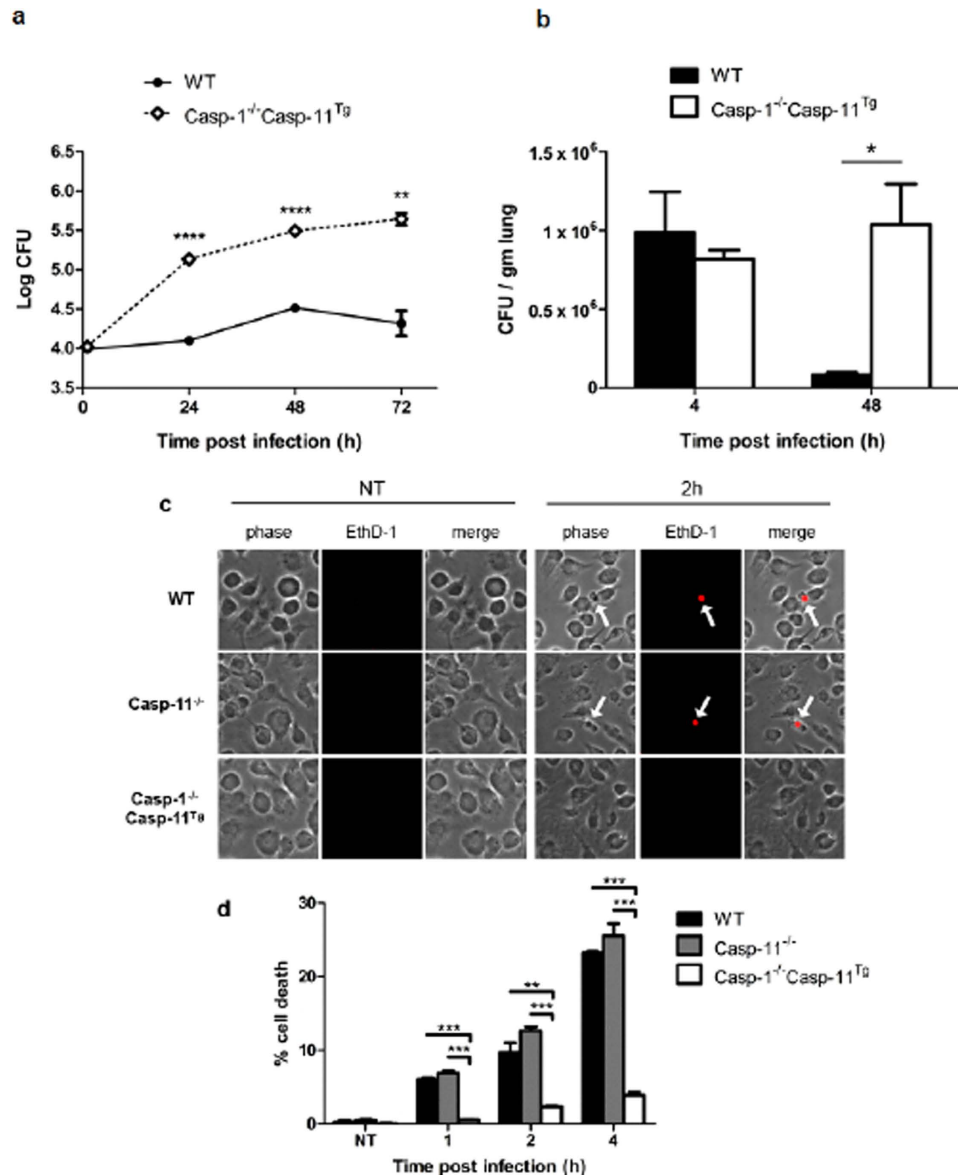 a
WT
Casp-1-/-Casp-11Tg
6.5
6.0
5.5
5.0
4.5
4.0
3.5
Log CFU
****
****
**
0 24 48 72
Time post infection (h)
b
WT
Casp-1-/-Casp-11Tg
1.5 x 10⁶
1 x 10⁶
0.5 x 10⁶
0
CFU / gm lung
*
4 48
Time post infection (h)
c
NT 2h
phase EthD-1 merge phase EthD-1 merge
WT
Casp-11-/-
Casp-1-/-
Casp-11Tg
d
WT
Casp-11-/-
Casp-1-/-Casp-11Tg
30
20
10
0
% cell death
***
***
**
***
***
***
NT 1 2 4
Time post infection (h)